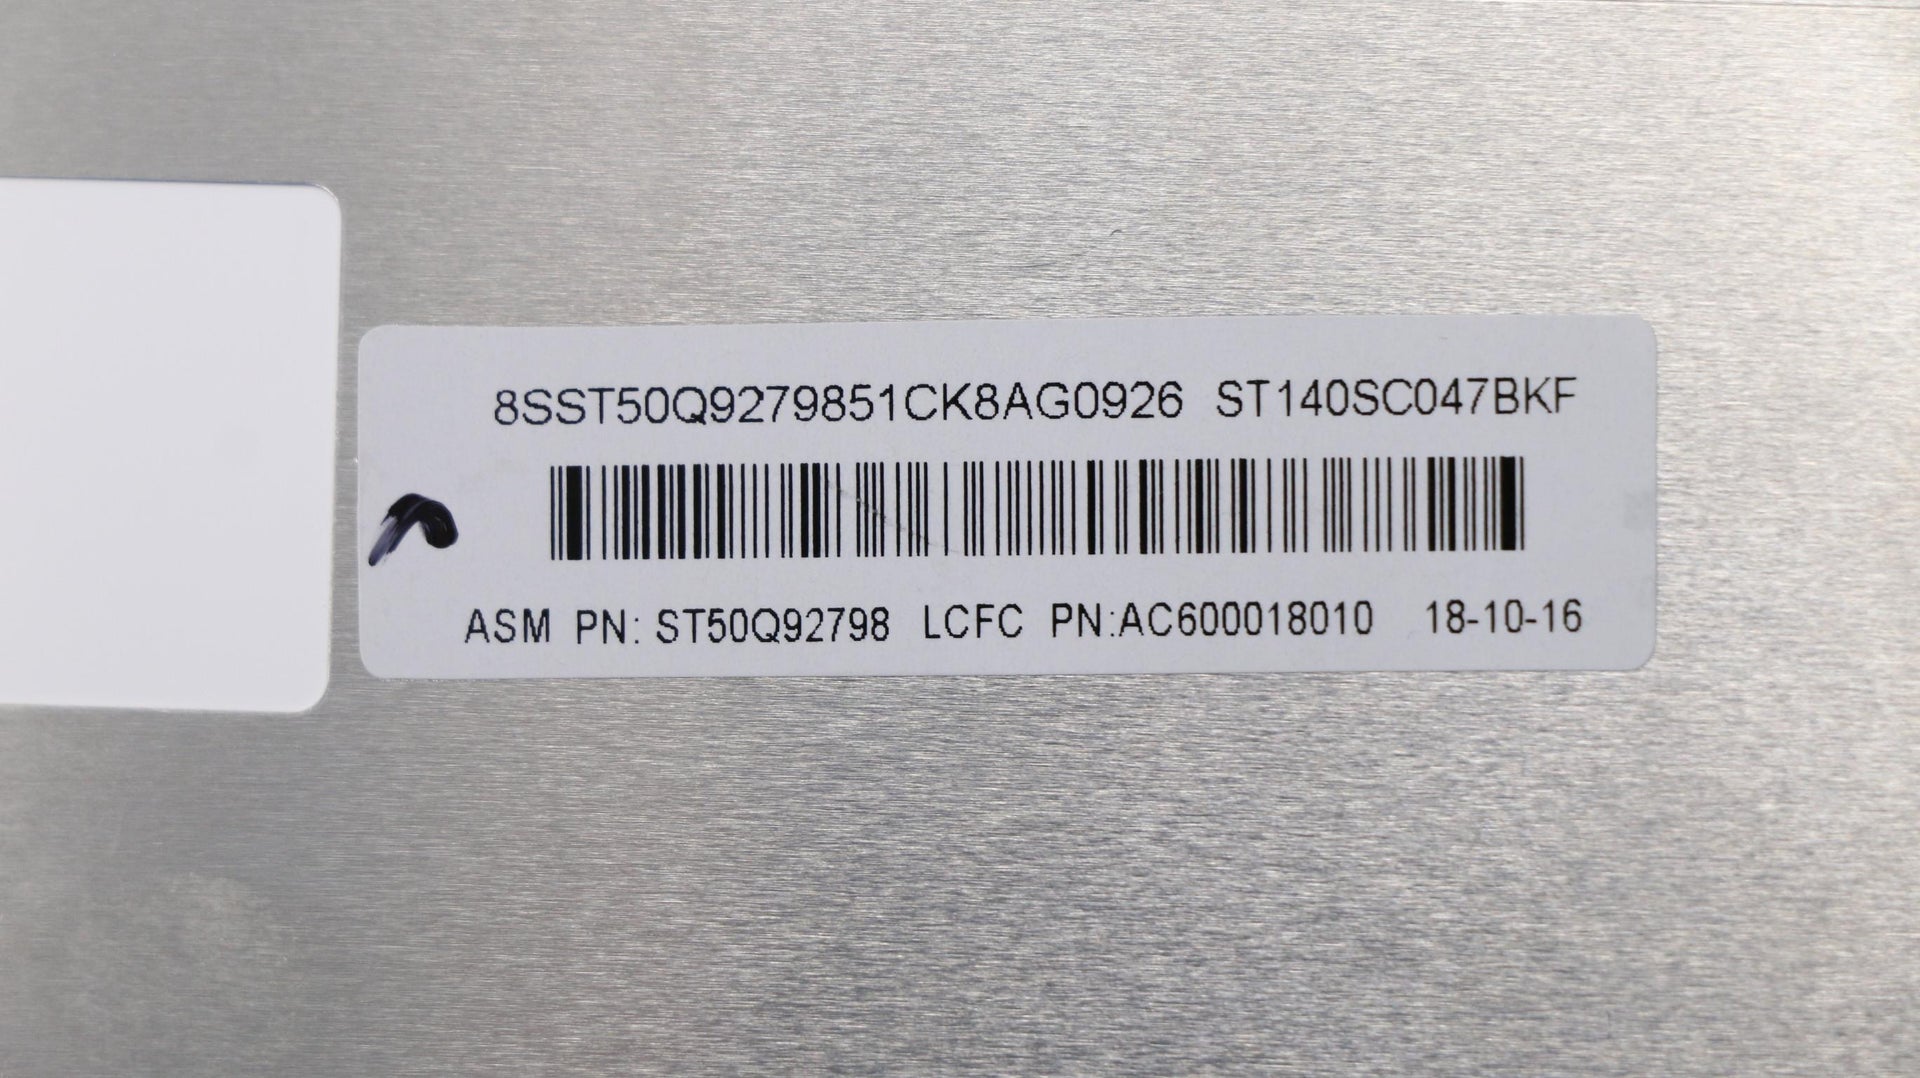 8SST50Q9279851CK8AG0926 ST140SC047BKF
ASM PN: ST50Q92798 LCFC PN:AC600018010 18-10-16